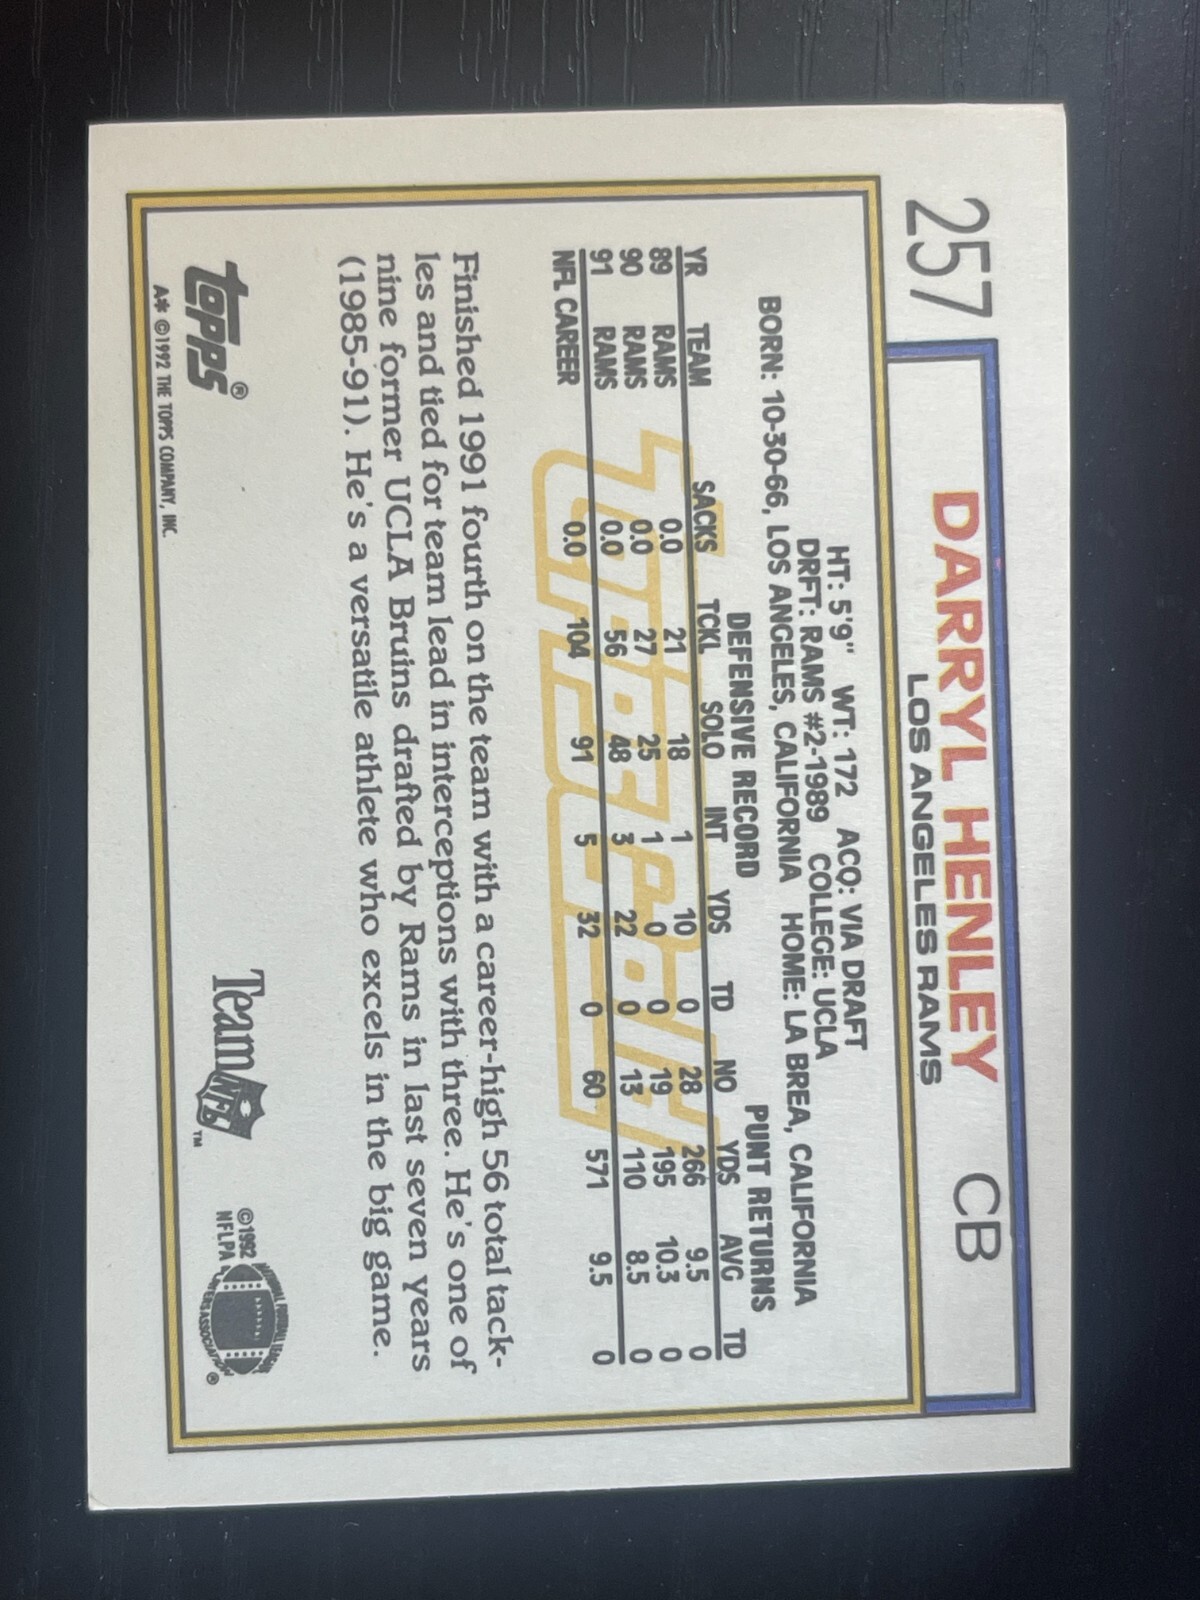 257
DARRYL HENLEY CB
LOS ANGELES RAMS
HT: 5'9" WT: 172 ACQ: VIA DRAFT
DRFT: RAMS #2-1989 COLLEGE: UCLA
BORN: 10-30-66, LOS ANGELES, CALIFORNIA HOME: LA BREA, CALIFORNIA
DEFENSIVE RECORD PUNT RETURNS
YR TEAM SACKS TCKL SOLO INT YDS TD NO YDS AVG TD
89 RAMS 0.0 21 18 1 10 0 28 266 9.5 0
90 RAMS 0.0 27 25 1 0 0 19 195 10.3 0
91 RAMS 0.0 56 48 3 22 0 13 110 8.5 0
NFL CAREER 0.0 104 91 5 32 0 60 571 9.5 0
Finished 1991 fourth on the team with a career-high 56 total tack-
les and tied for team lead in interceptions with three. He's one of
nine former UCLA Bruins drafted by Rams in last seven years
(1985-91). He's a versatile athlete who excels in the big game.
Topps®
A* ©1992 THE TOPPS COMPANY, INC.
Team NFL™
©1992
NFLPA